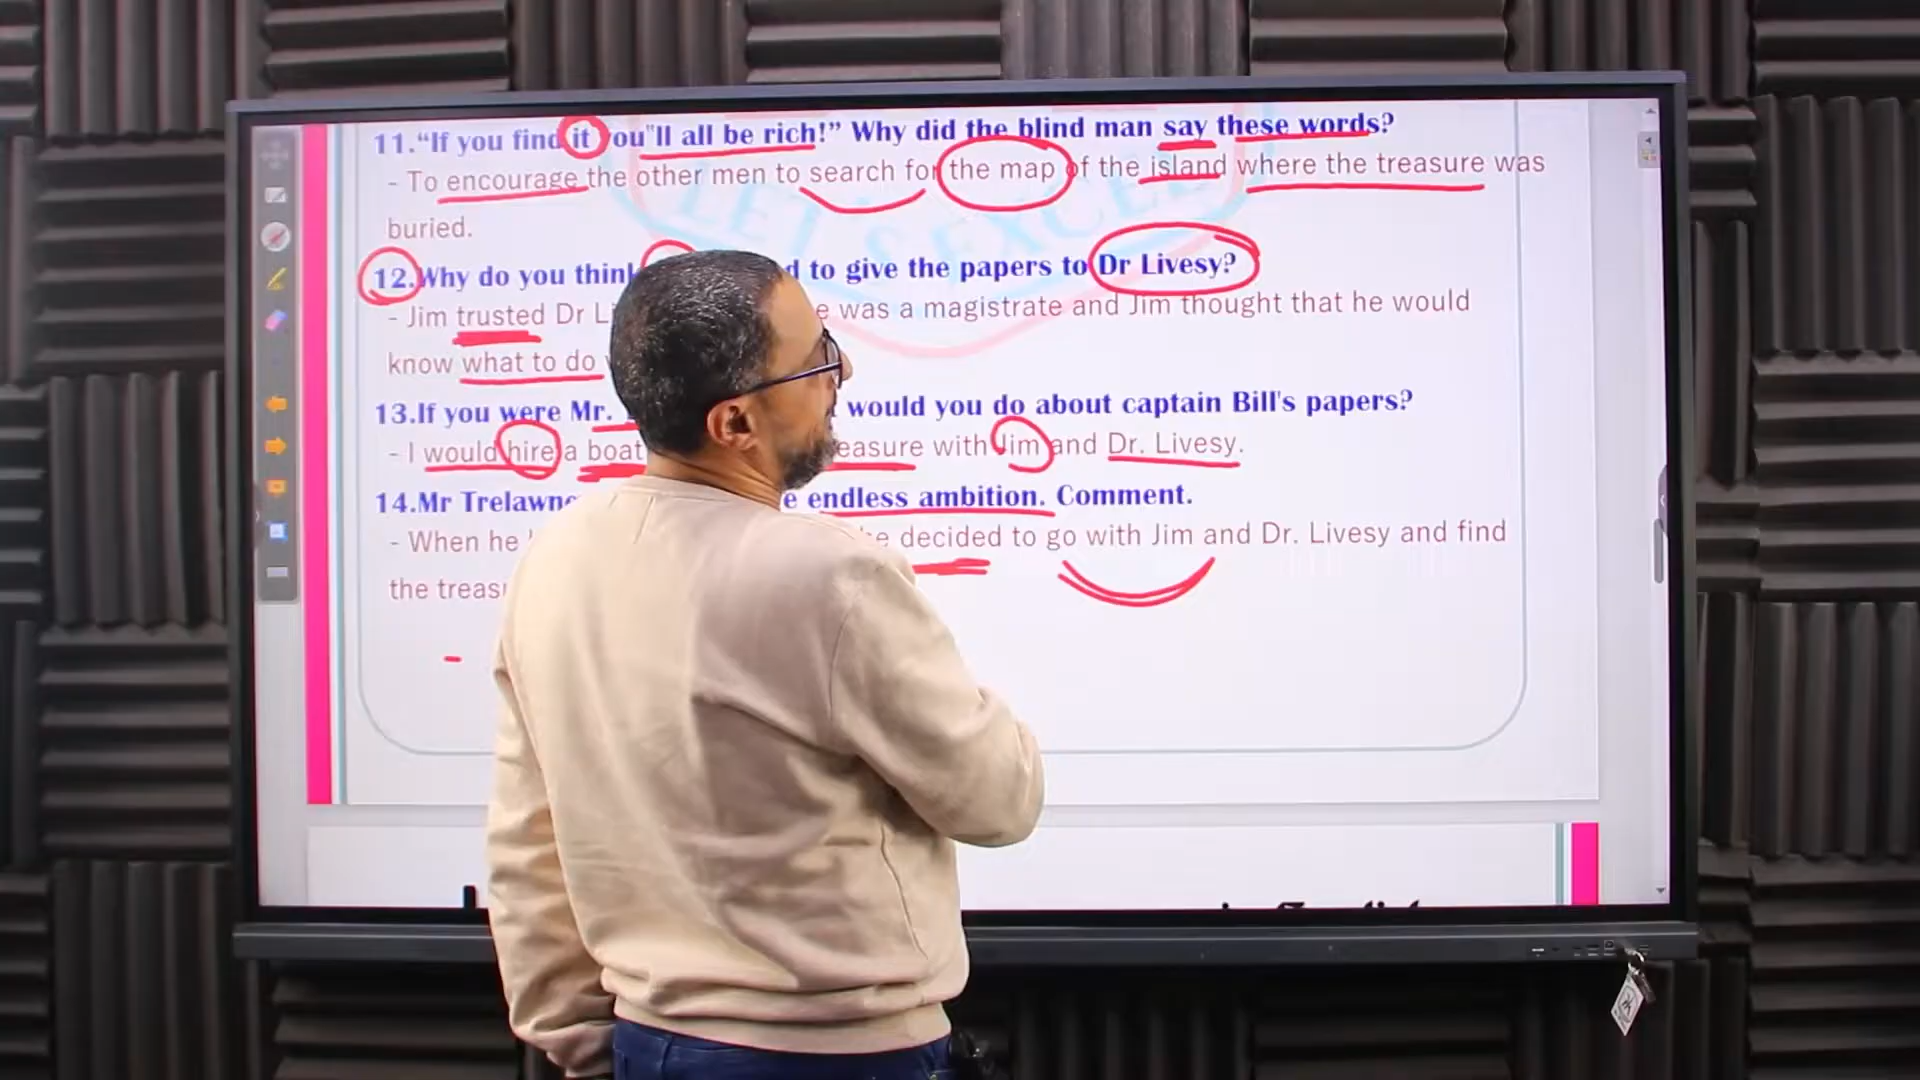 11.“If you find it you"ll all be rich!” Why did the blind man say these words?
- To encourage the other men to search for the map of the island where the treasure was
buried.
12.Why do you think d to give the papers to Dr Livesy?
- Jim trusted Dr e was a magistrate and Jim thought that he would
know what to do
13.If you were Mr. would you do about captain Bill's papers?
- I would hire a boat easure with Jim and Dr. Livesy.
14.Mr e endless ambition. Comment.
- When he decided to go with Jim and Dr. Livesy and find
the
LET'S EXCEL